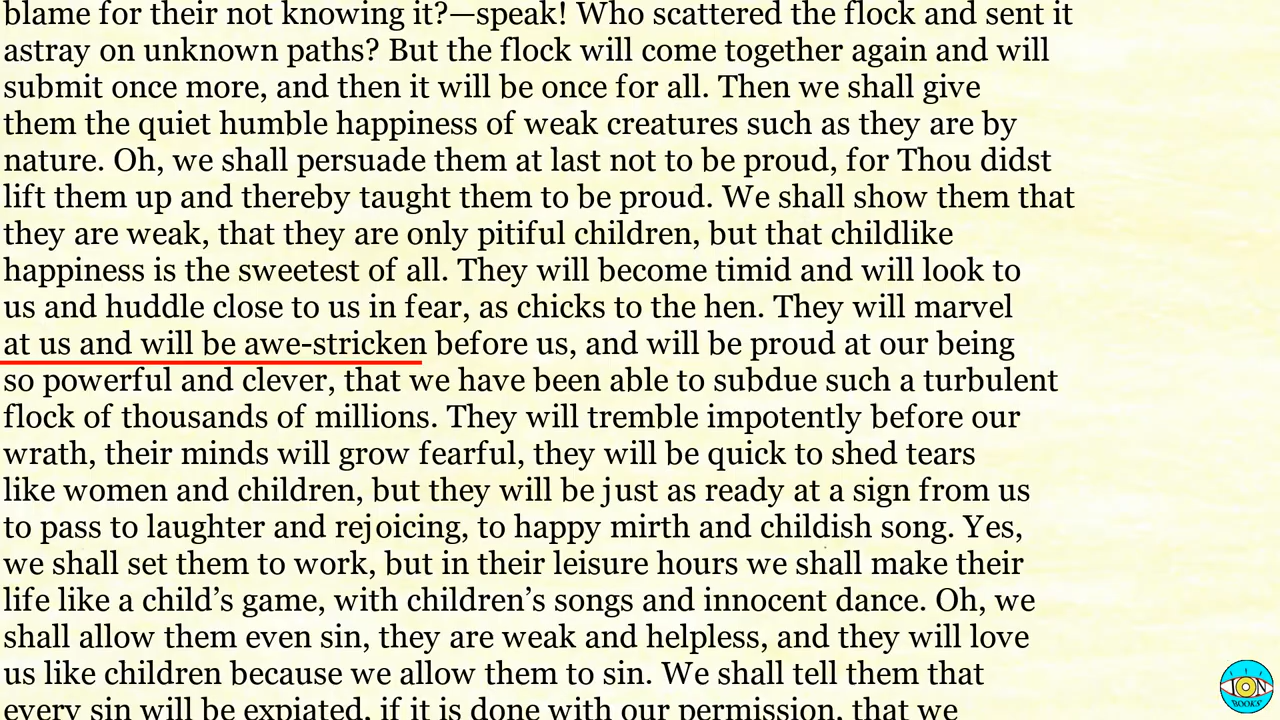 blame for their not knowing it?—speak! Who scattered the flock and sent it
astray on unknown paths? But the flock will come together again and will
submit once more, and then it will be once for all. Then we shall give
them the quiet humble happiness of weak creatures such as they are by
nature. Oh, we shall persuade them at last not to be proud, for Thou didst
lift them up and thereby taught them to be proud. We shall show them that
they are weak, that they are only pitiful children, but that childlike
happiness is the sweetest of all. They will become timid and will look to
us and huddle close to us in fear, as chicks to the hen. They will marvel
at us and will be awe-stricken before us, and will be proud at our being
so powerful and clever, that we have been able to subdue such a turbulent
flock of thousands of millions. They will tremble impotently before our
wrath, their minds will grow fearful, they will be quick to shed tears
like women and children, but they will be just as ready at a sign from us
to pass to laughter and rejoicing, to happy mirth and childish song. Yes,
we shall set them to work, but in their leisure hours we shall make their
life like a child’s game, with children’s songs and innocent dance. Oh, we
shall allow them even sin, they are weak and helpless, and they will love
us like children because we allow them to sin. We shall tell them that
every sin will be expiated, if it is done with our permission, that we
ION
BOOKS